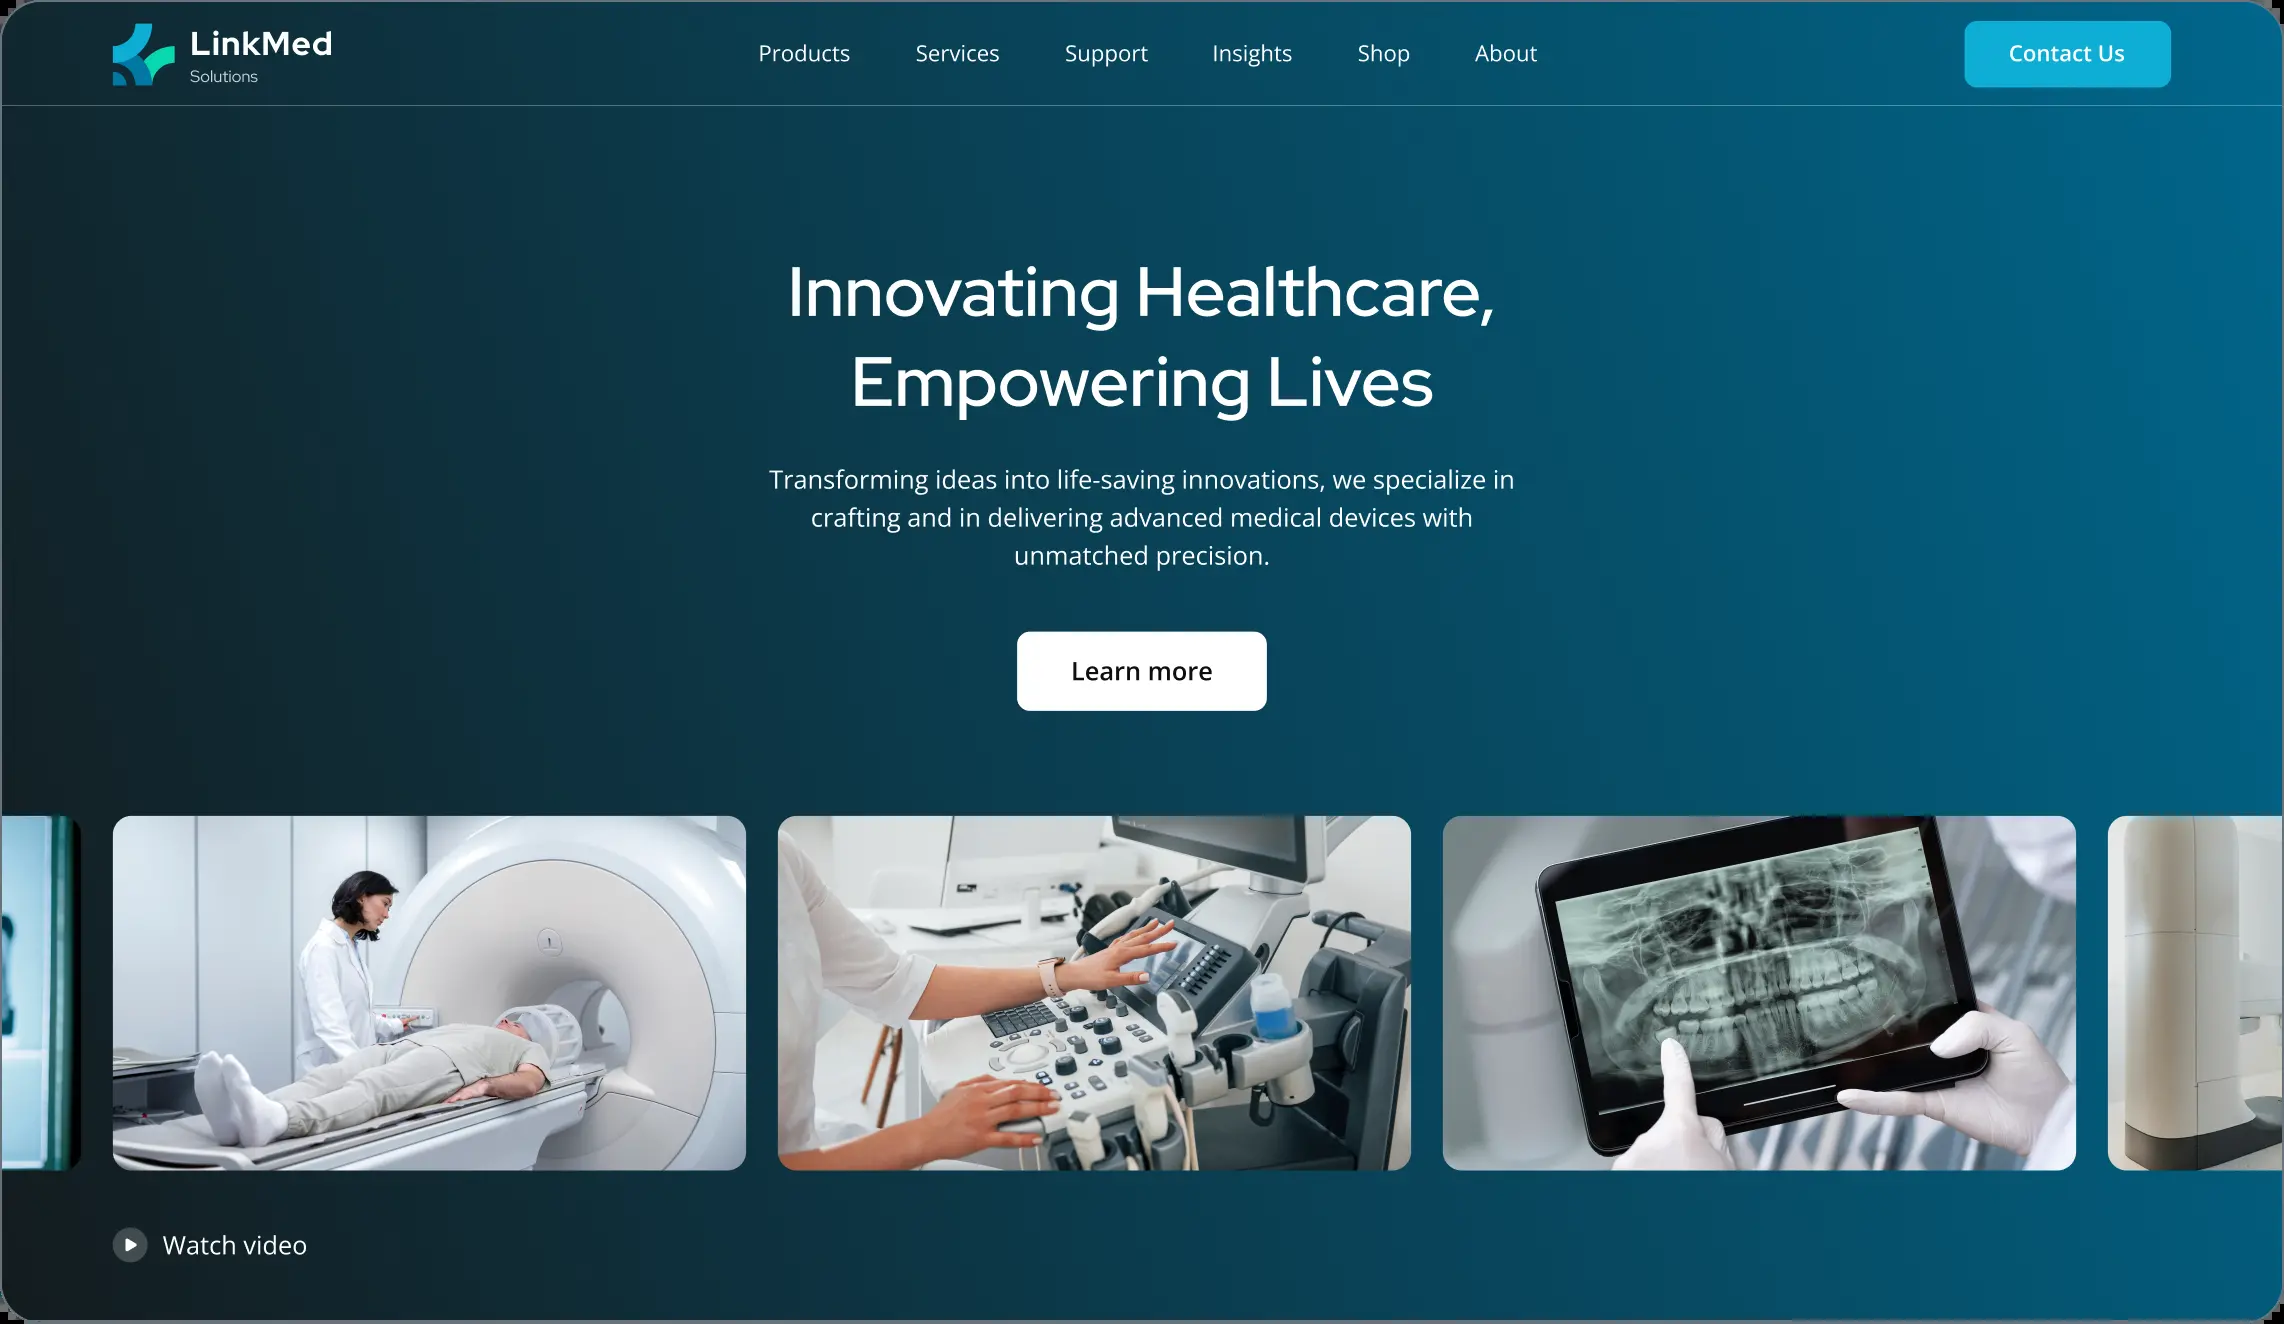 LinkMed
Solutions
Products
Services
Support
Insights
Shop
About
Contact Us
Innovating Healthcare,
Empowering Lives
Transforming ideas into life-saving innovations, we specialize in
crafting and in delivering advanced medical devices with
unmatched precision.
Learn more
Watch video